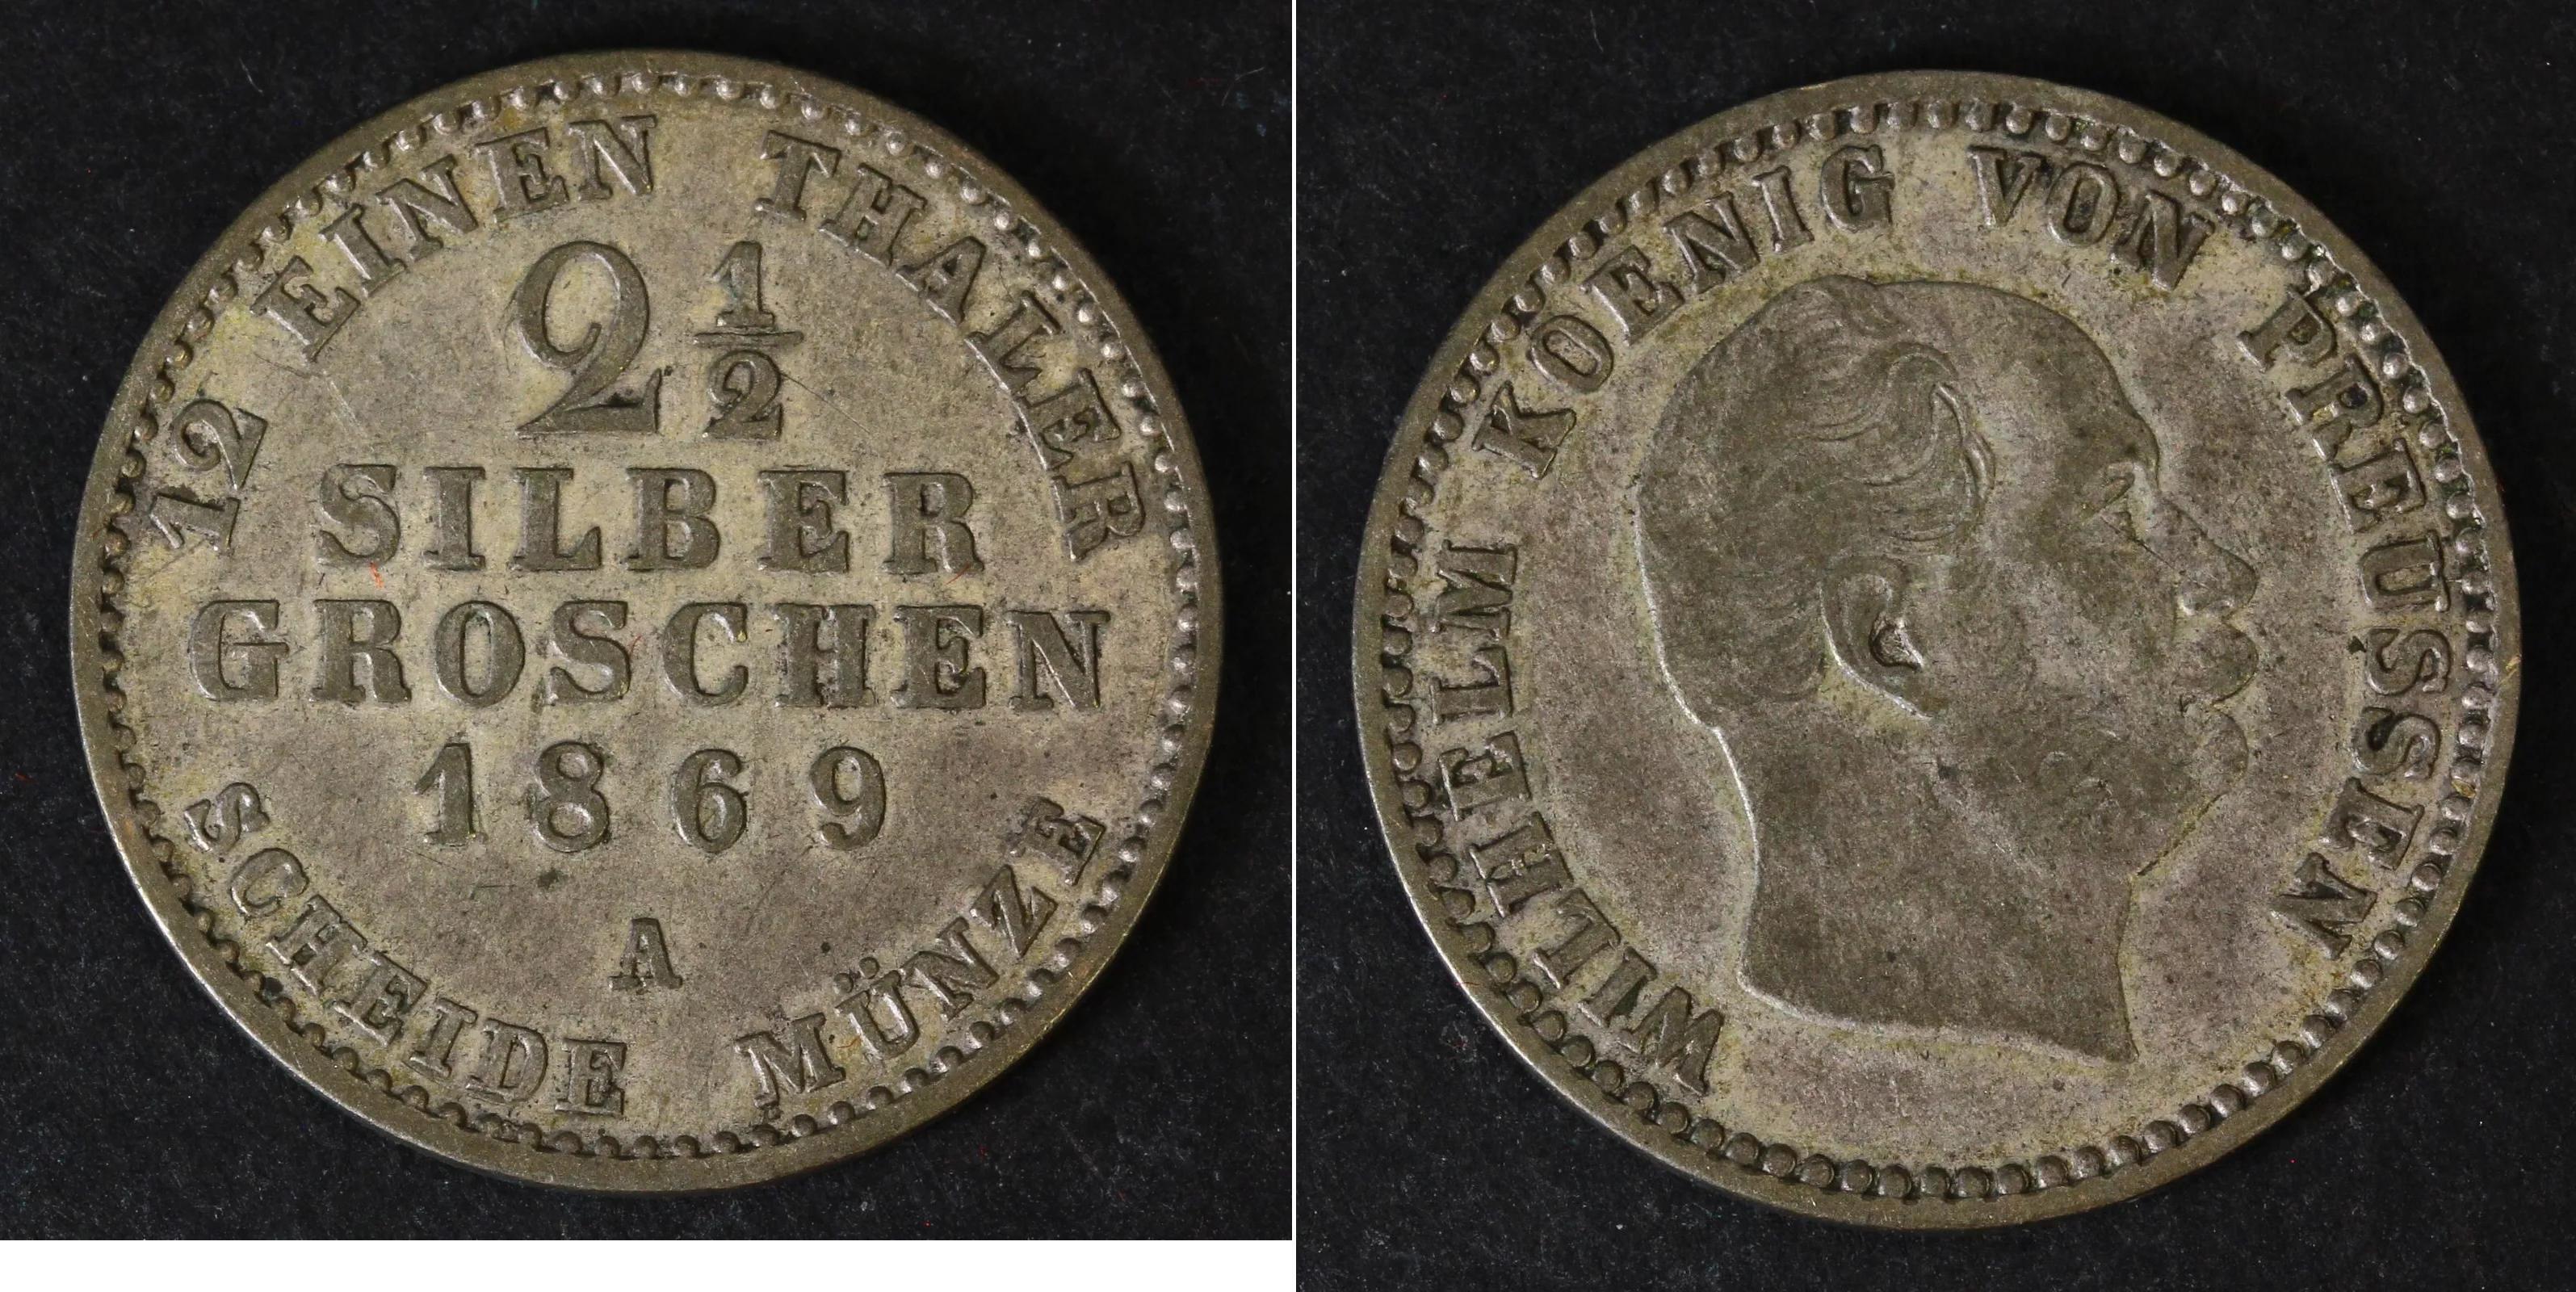 12 EINEN THALER
2 1/2
SILBER
GROSCHEN
1869
A
SCHEIDE MÜNZE
WILHELM KOENIG VON PREUSSEN